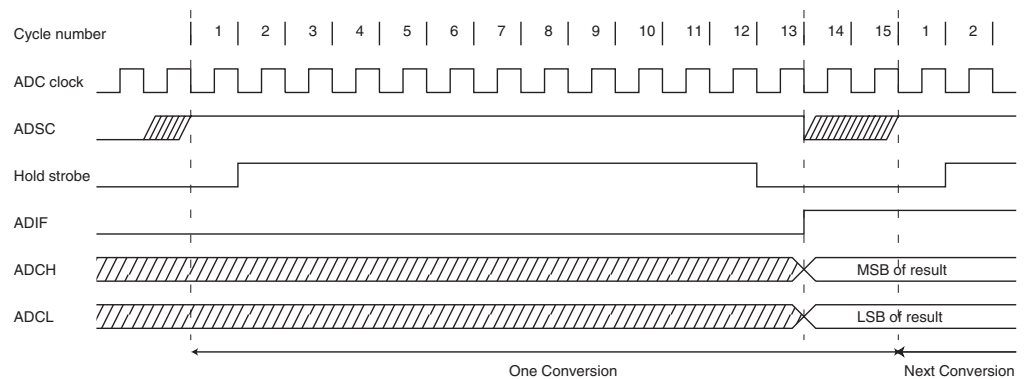 Cycle number 1 2 3 4 5 6 7 8 9 10 11 12 13 14 15 1 2
ADC clock
ADSC
Hold strobe
ADIF
ADCH MSB of result
ADCL LSB of result
One Conversion Next Conversion